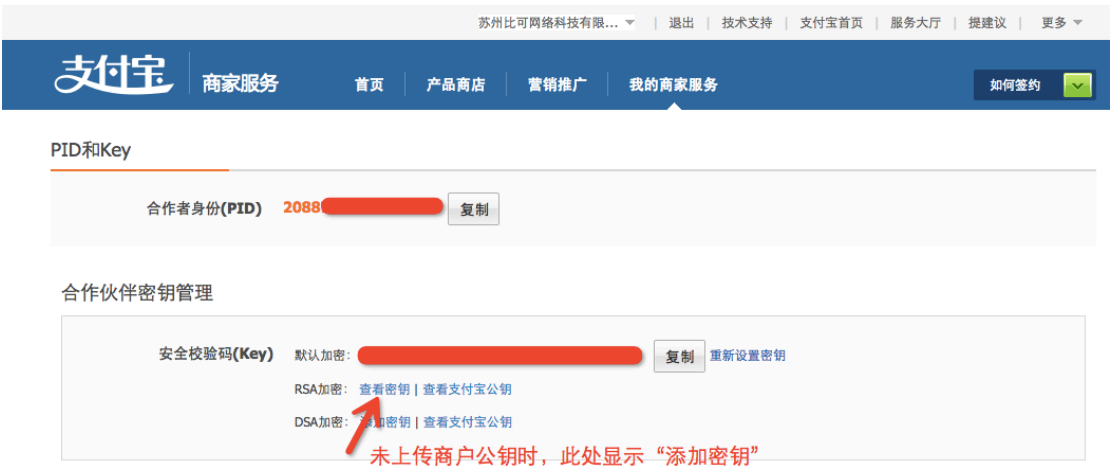 苏州比可网络科技有限... | 退出 | 技术支持 | 支付宝首页 | 服务大厅 | 提建议 | 更多
支付宝 商家服务 首页 产品商店 营销推广 我的商家服务 如何签约
PID和Key
合作者身份(PID) 2088 复制
合作伙伴密钥管理
安全校验码(Key) 默认加密: 复制 重新设置密钥
RSA加密: 查看密钥 | 查看支付宝公钥
DSA加密: 添加密钥 | 查看支付宝公钥
未上传商户公钥时，此处显示“添加密钥”